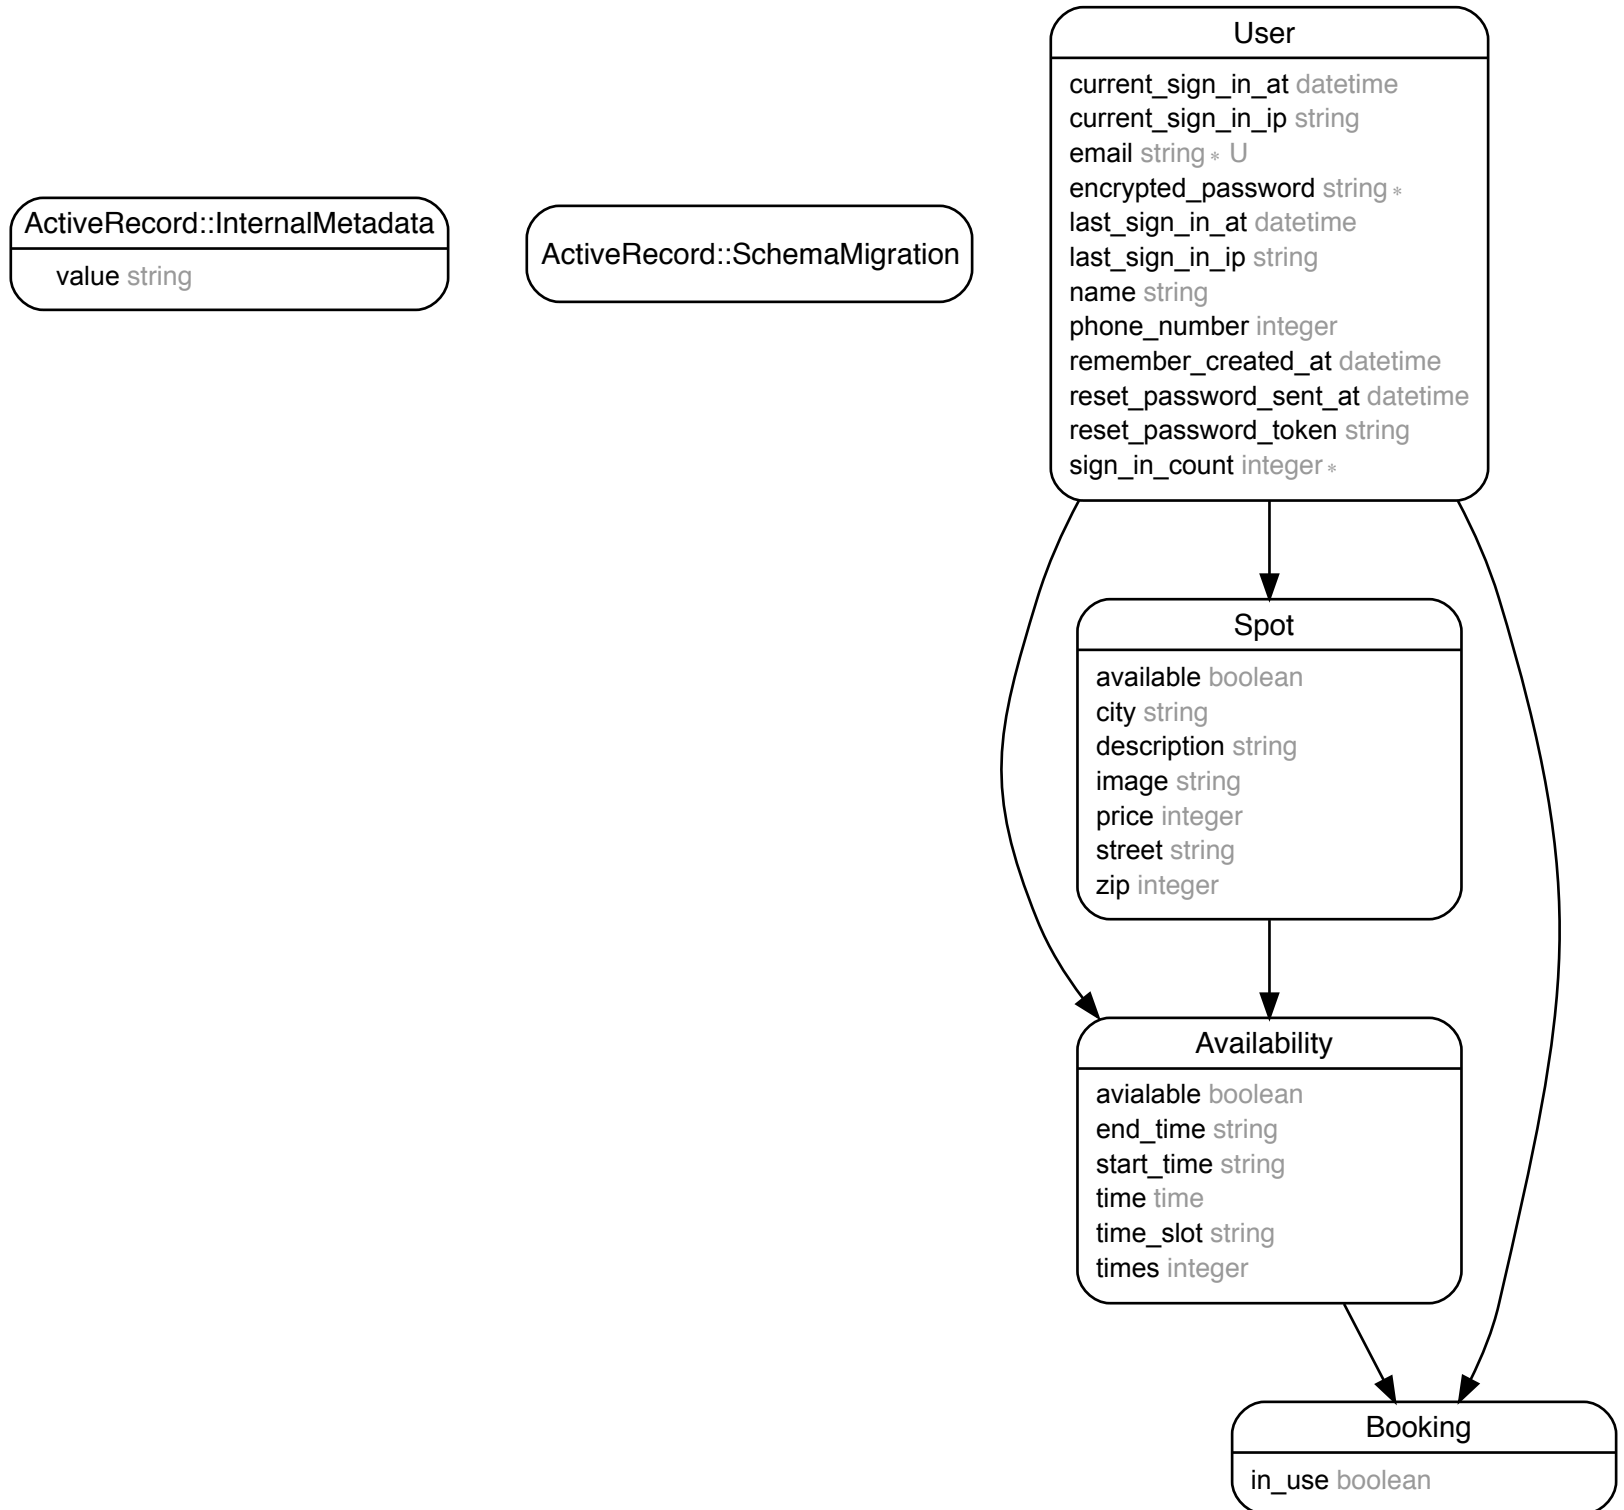 ActiveRecord::InternalMetadata
value string
ActiveRecord::SchemaMigration
User
current_sign_in_at datetime
current_sign_in_ip string
email string * U
encrypted_password string *
last_sign_in_at datetime
last_sign_in_ip string
name string
phone_number integer
remember_created_at datetime
reset_password_sent_at datetime
reset_password_token string
sign_in_count integer *
Spot
available boolean
city string
description string
image string
price integer
street string
zip integer
Availability
avialable boolean
end_time string
start_time string
time time
time_slot string
times integer
Booking
in_use boolean